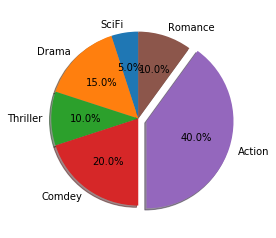 SciFi
Romance
Drama
5.0%
10.0%
15.0%
Thriller
10.0%
40.0%
Action
20.0%
Comdey